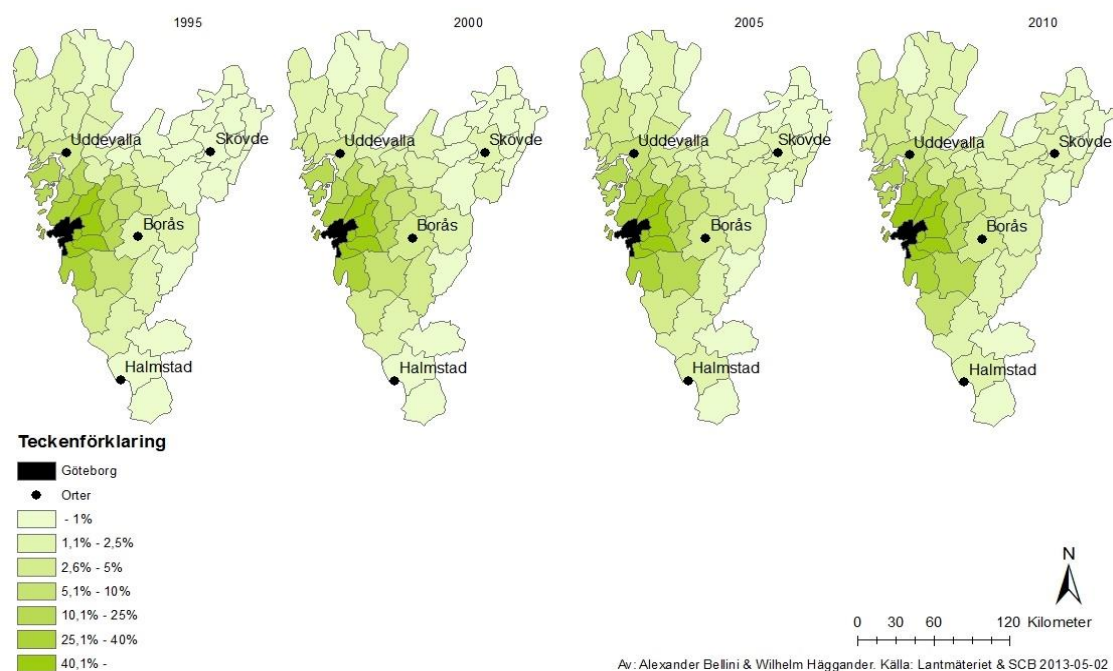 1995
2000
2005
2010
Uddevalla
Skövde
Borås
Halmstad
Uddevalla
Skövde
Borås
Halmstad
Uddevalla
Skövde
Borås
Halmstad
Uddevalla
Skövde
Borås
Halmstad
Teckenförklaring
Göteborg
Orter
- 1%
1,1% - 2,5%
2,6% - 5%
5,1% - 10%
10,1% - 25%
25,1% - 40%
40,1% -
N
0 30 60 120 Kilometer
Av: Alexander Bellini & Wilhelm Häggander. Källa: Lantmäteriet & SCB 2013-05-02